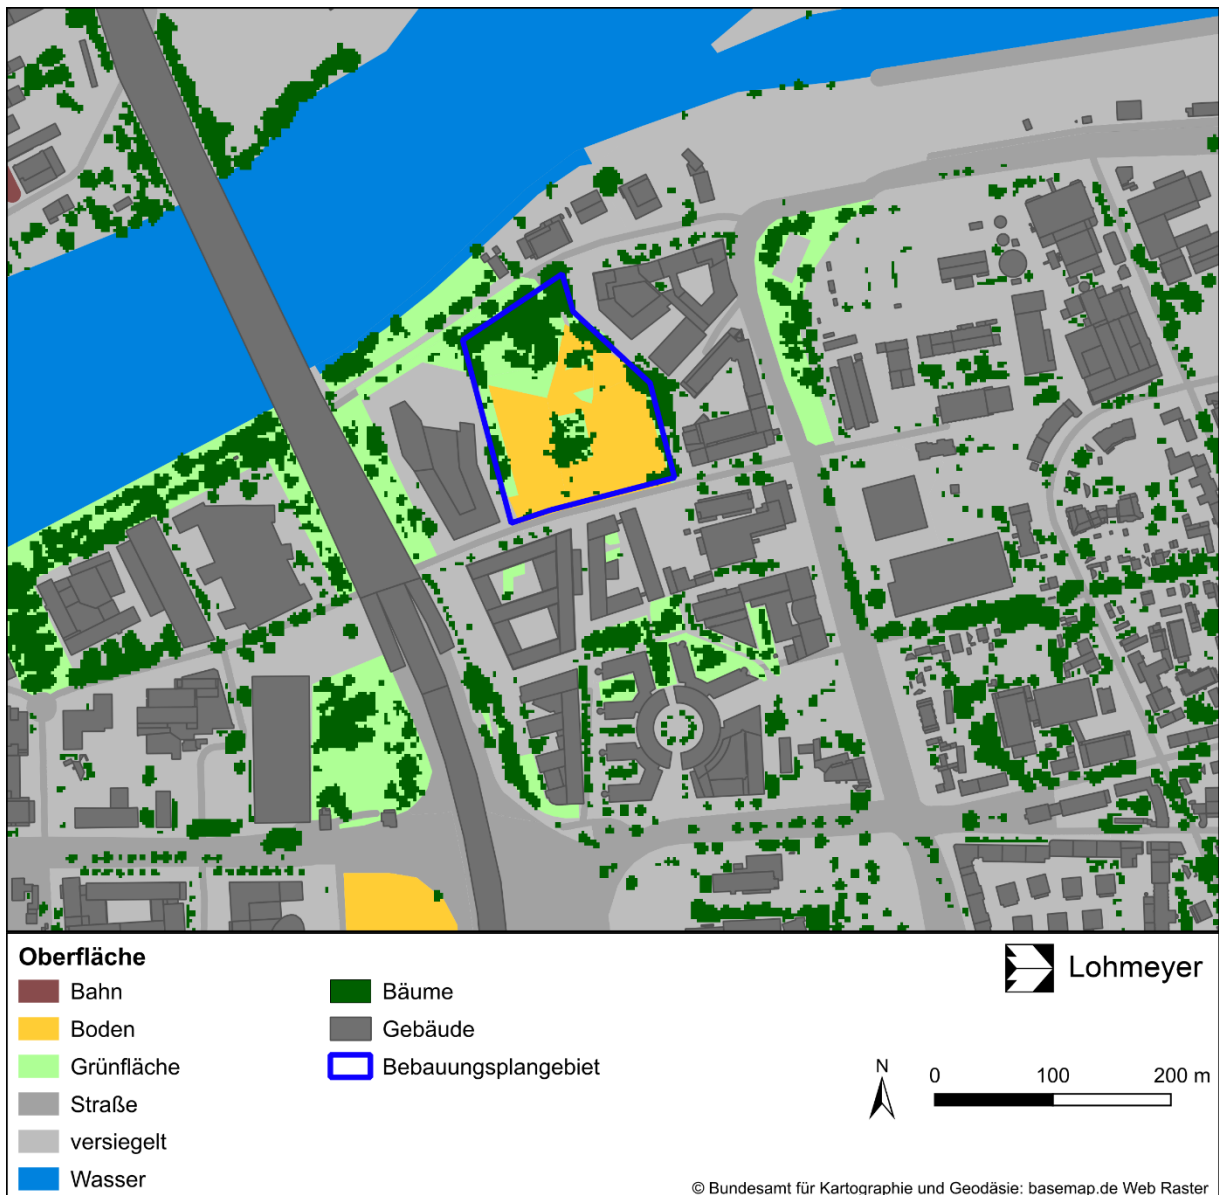 Oberfläche
Bahn
Boden
Grünfläche
Straße
versiegelt
Wasser
Bäume
Gebäude
Bebauungsplangebiet
Lohmeyer
N
0 100 200 m
© Bundesamt für Kartographie und Geodäsie: basemap.de Web Raster